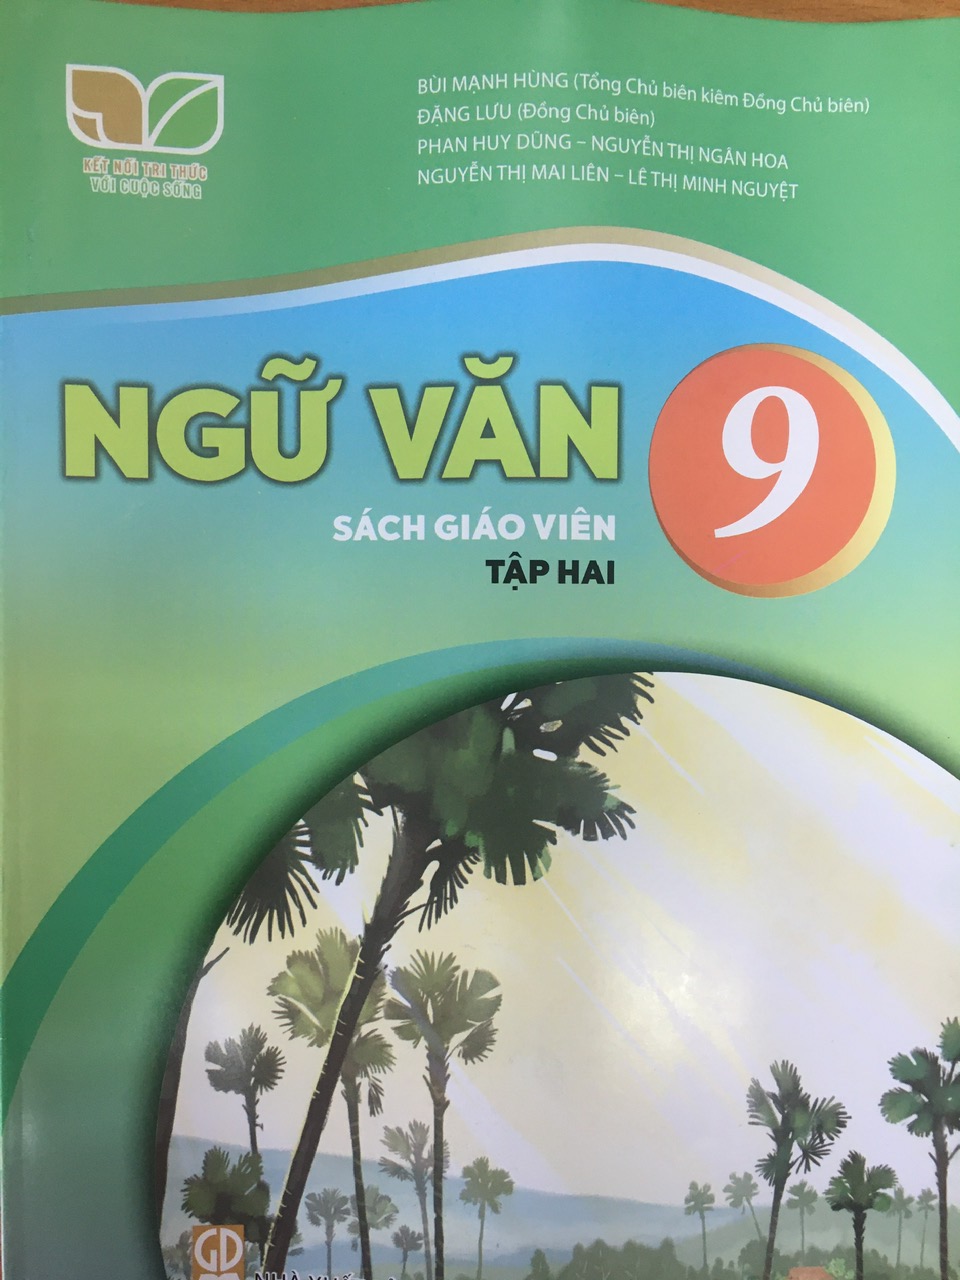 KẾT NỐI TRI THỨC
VỚI CUỘC SỐNG
BÙI MẠNH HÙNG (Tổng Chủ biên kiêm Đồng Chủ biên)
ĐẶNG LƯU (Đồng Chủ biên)
PHAN HUY DŨNG – NGUYỄN THỊ NGÂN HOA
NGUYỄN THỊ MAI LIÊN – LÊ THỊ MINH NGUYỆT
NGỮ VĂN 9
SÁCH GIÁO VIÊN
TẬP HAI
GD
NHÀ